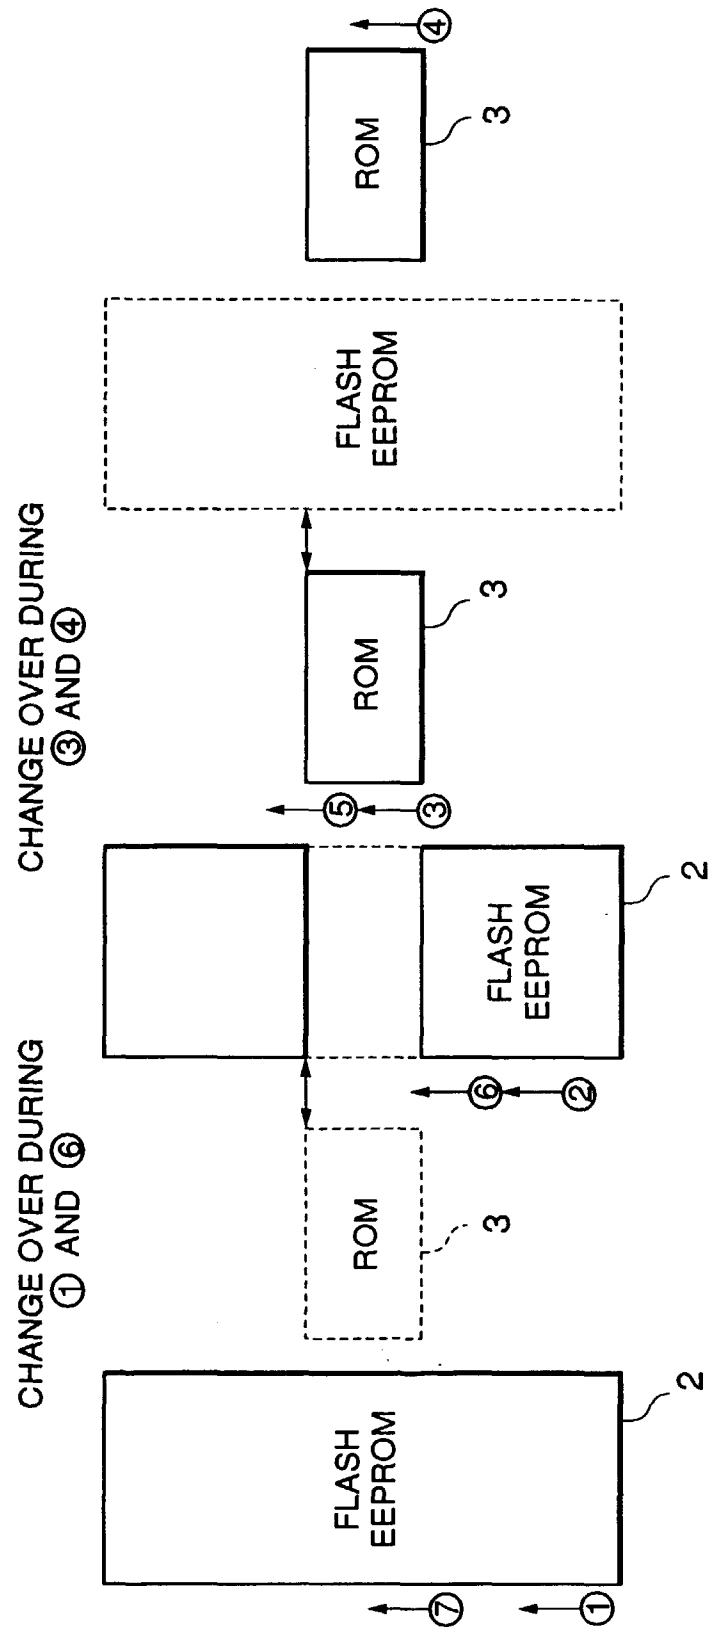 CHANGE OVER DURING
① AND ⑥
CHANGE OVER DURING
③ AND ④
FLASH
EEPROM
2
⑦
①
ROM
3
FLASH
EEPROM
2
⑥
②
ROM
3
⑤
③
FLASH
EEPROM
ROM
3
④